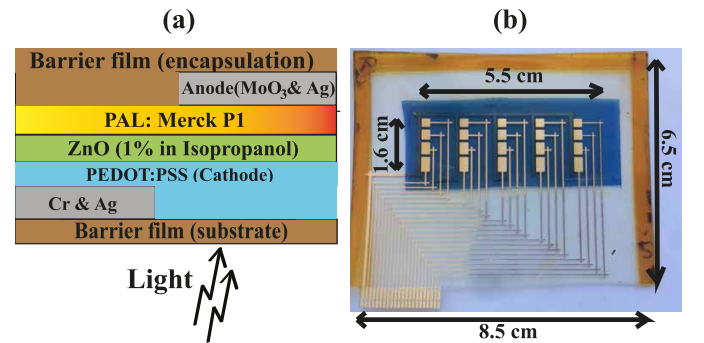 (a)
Barrier film (encapsulation)
Anode(MoO3& Ag)
PAL: Merck P1
ZnO (1% in Isopropanol)
PEDOT:PSS (Cathode)
Cr & Ag
Barrier film (substrate)
Light
(b)
5.5 cm
1.6 cm
6.5 cm
8.5 cm